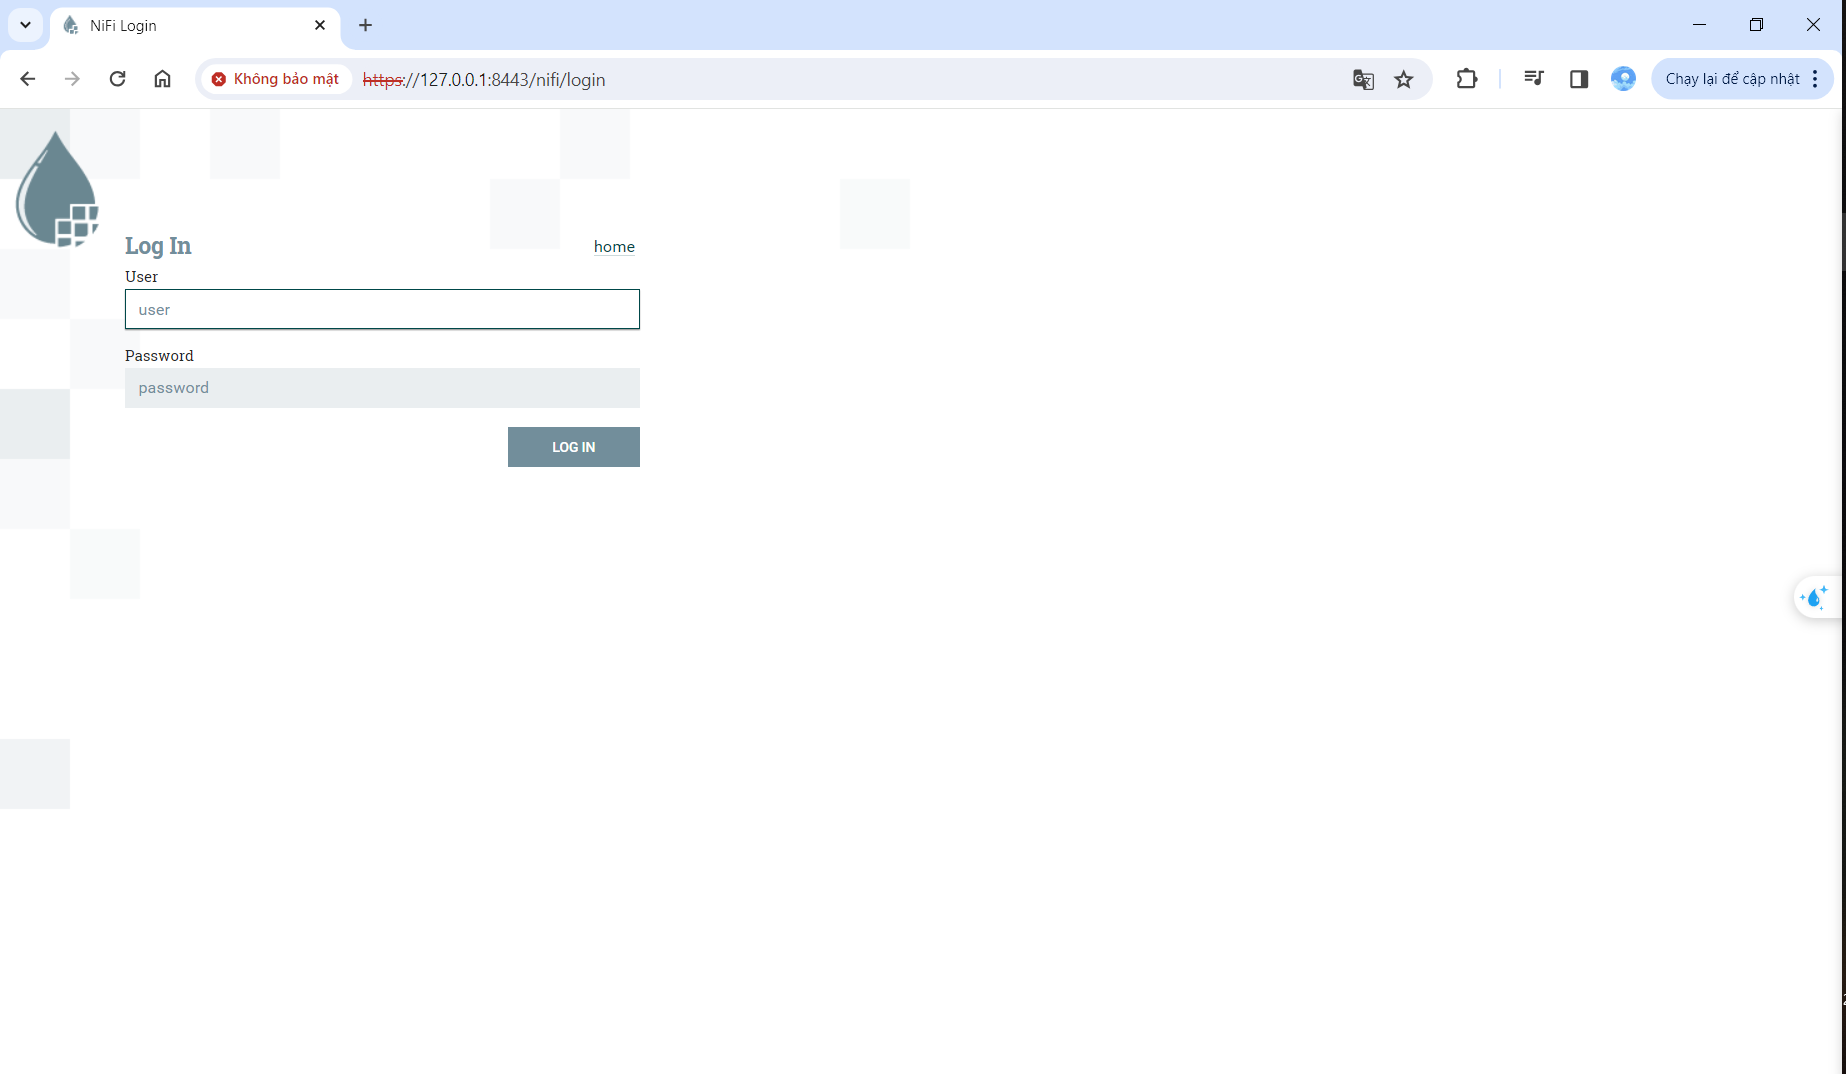 NiFi Login
Không bảo mật
https://127.0.0.1:8443/nifi/login
Chạy lại để cập nhật
Log In
home
User
user
Password
password
LOG IN